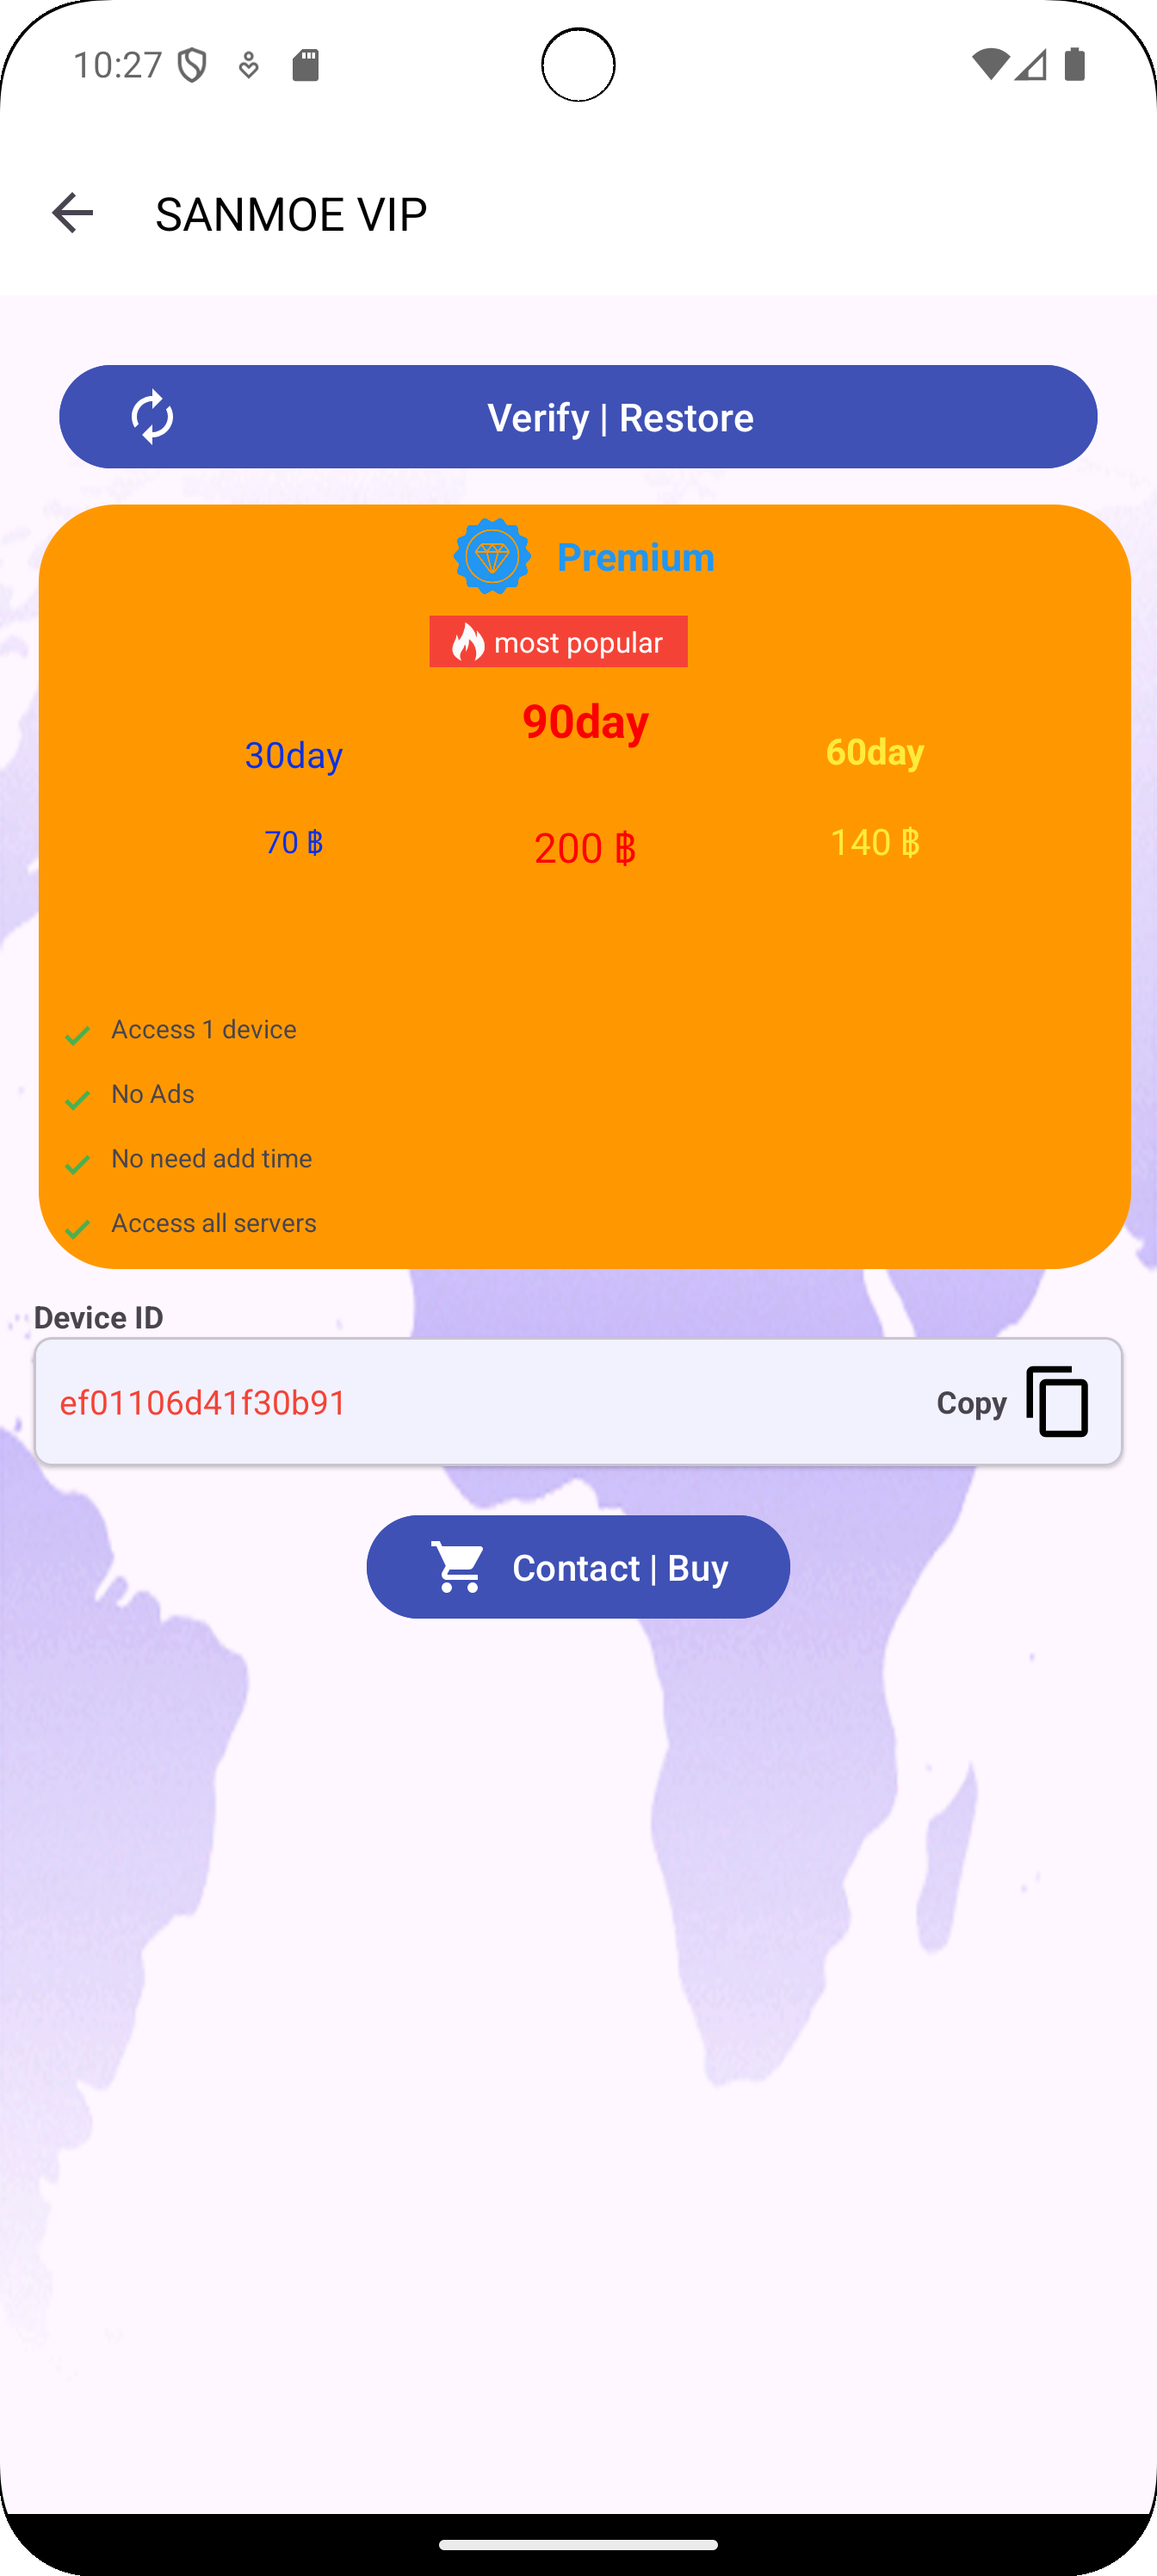 10:27
SANMOE VIP
Verify | Restore
Premium
most popular
30day
90day
60day
70 ฿
200 ฿
140 ฿
Access 1 device
No Ads
No need add time
Access all servers
Device ID
ef01106d41f30b91
Copy
Contact | Buy